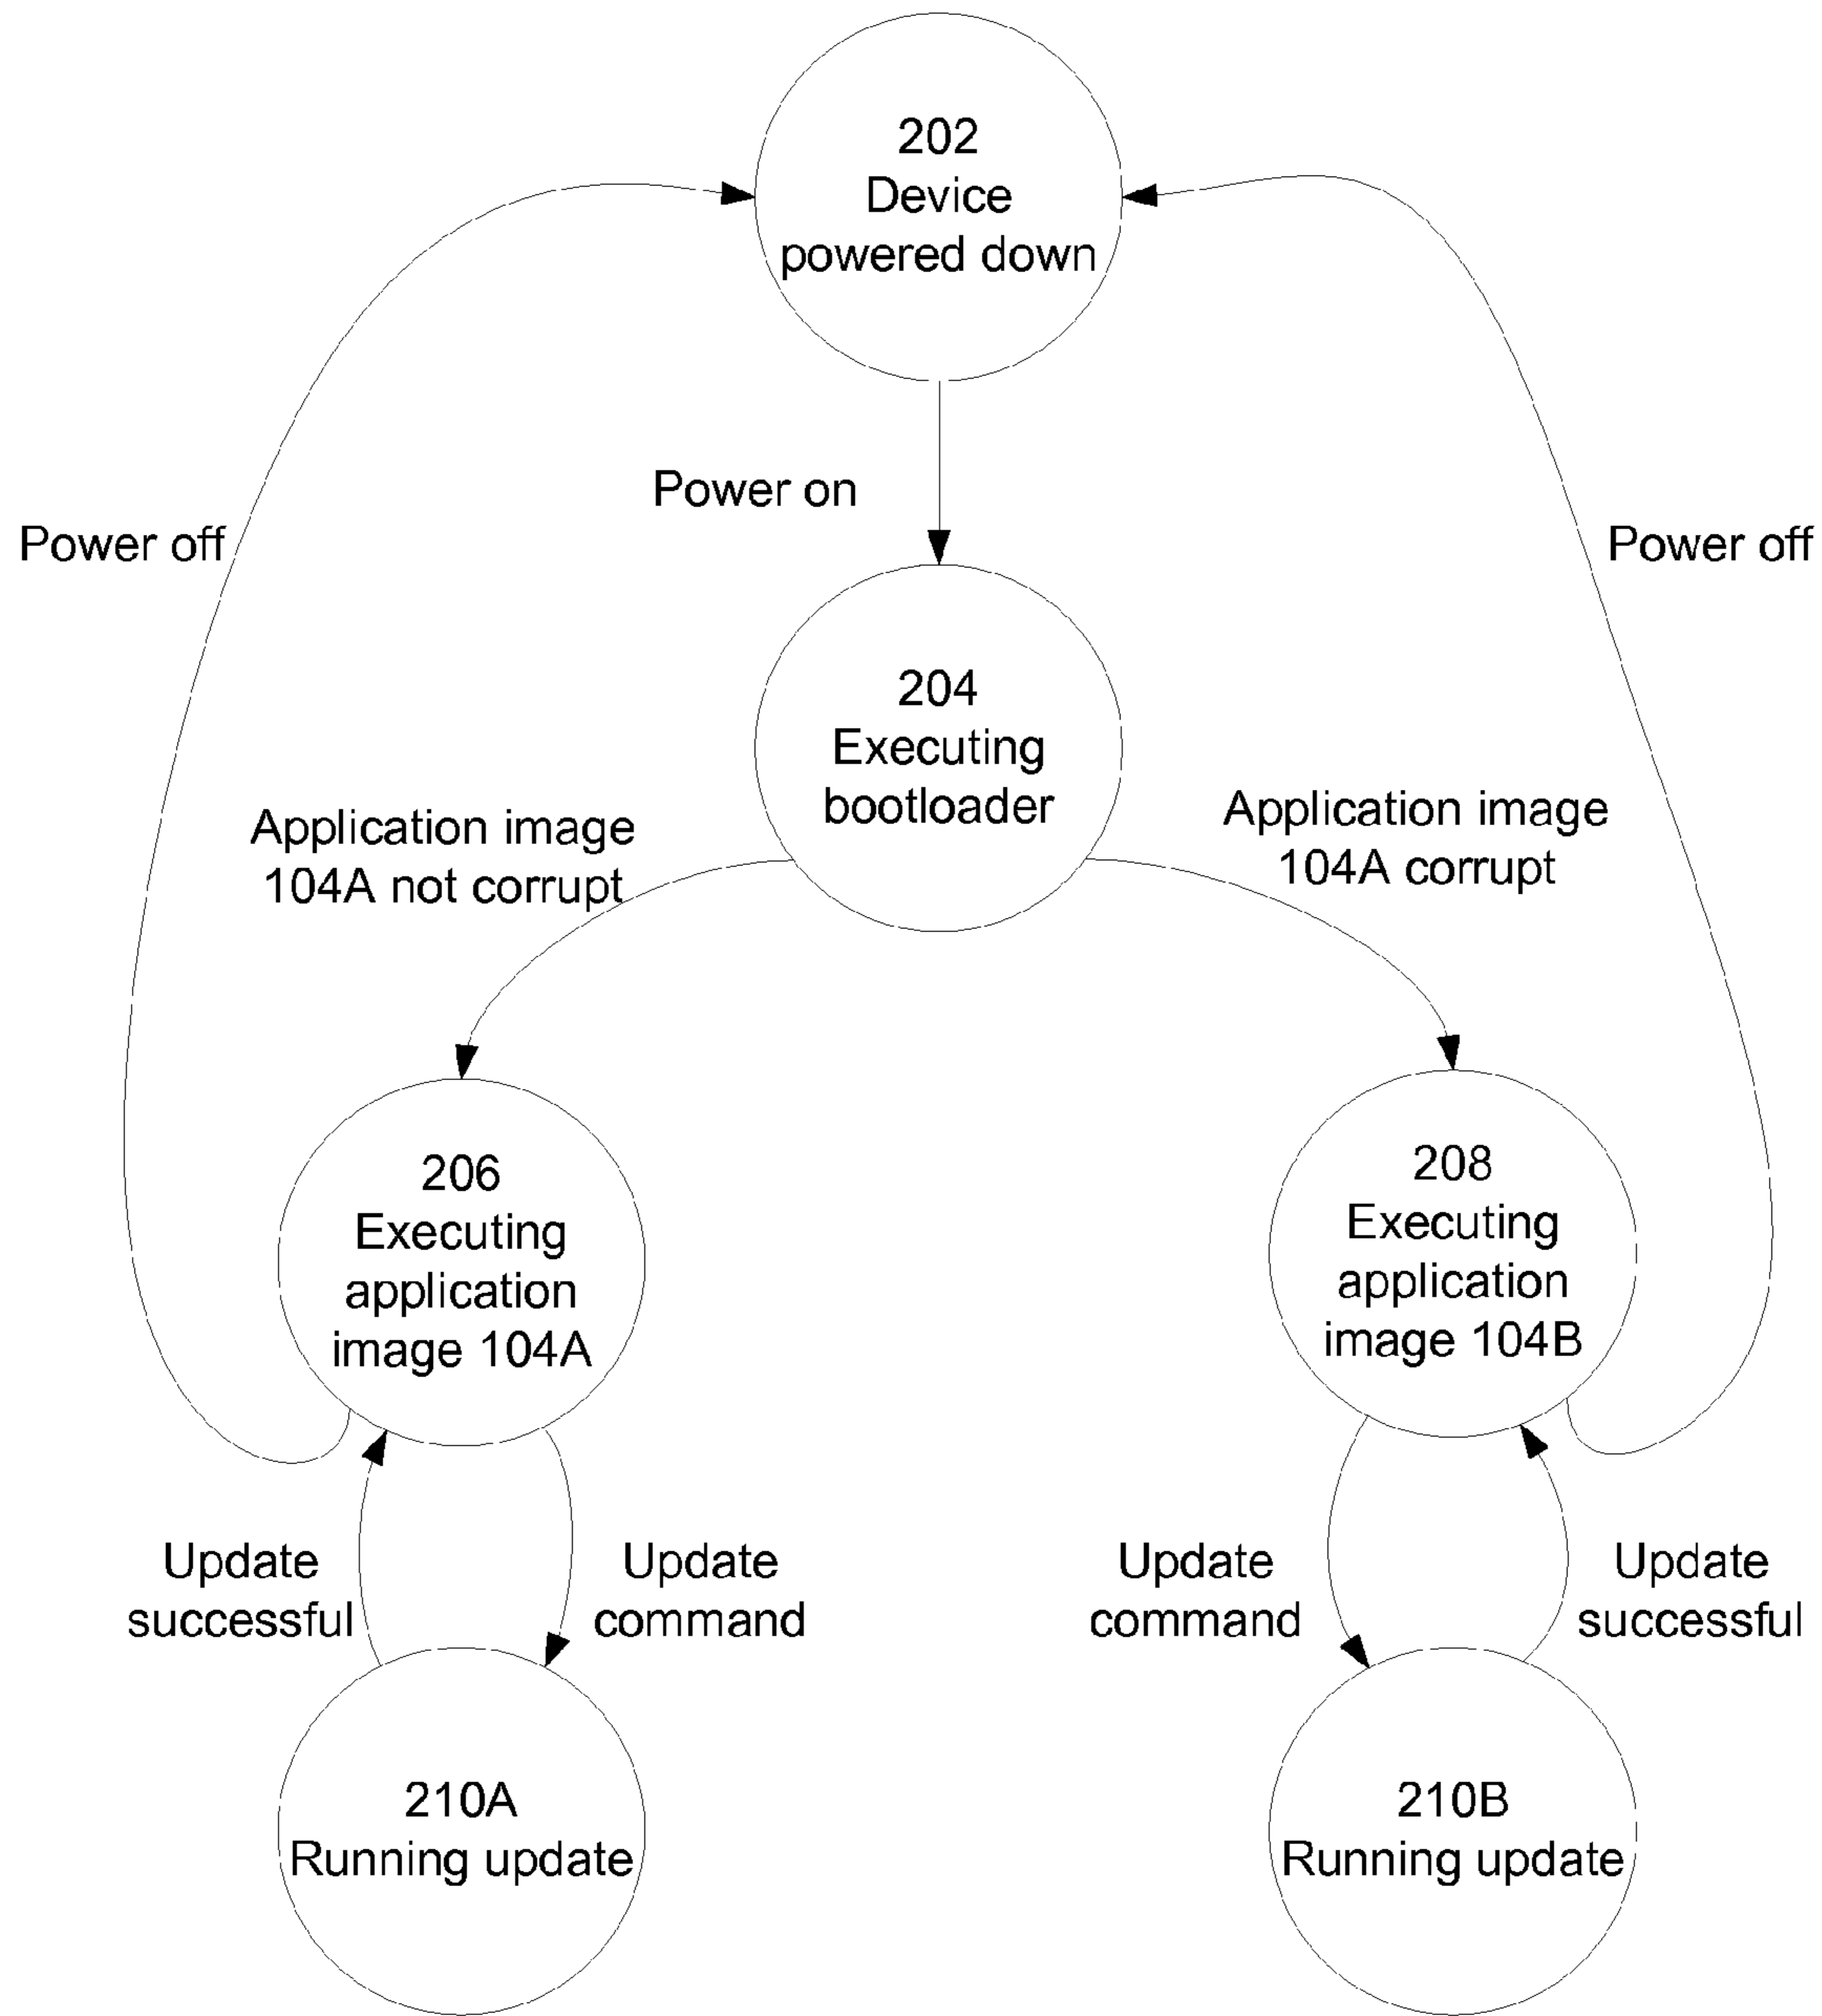 202
Device
powered down
Power on
Power off
Power off
204
Executing
bootloader
Application image
104A not corrupt
Application image
104A corrupt
206
Executing
application
image 104A
208
Executing
application
image 104B
Update
successful
Update
command
Update
command
Update
successful
210A
Running update
210B
Running update